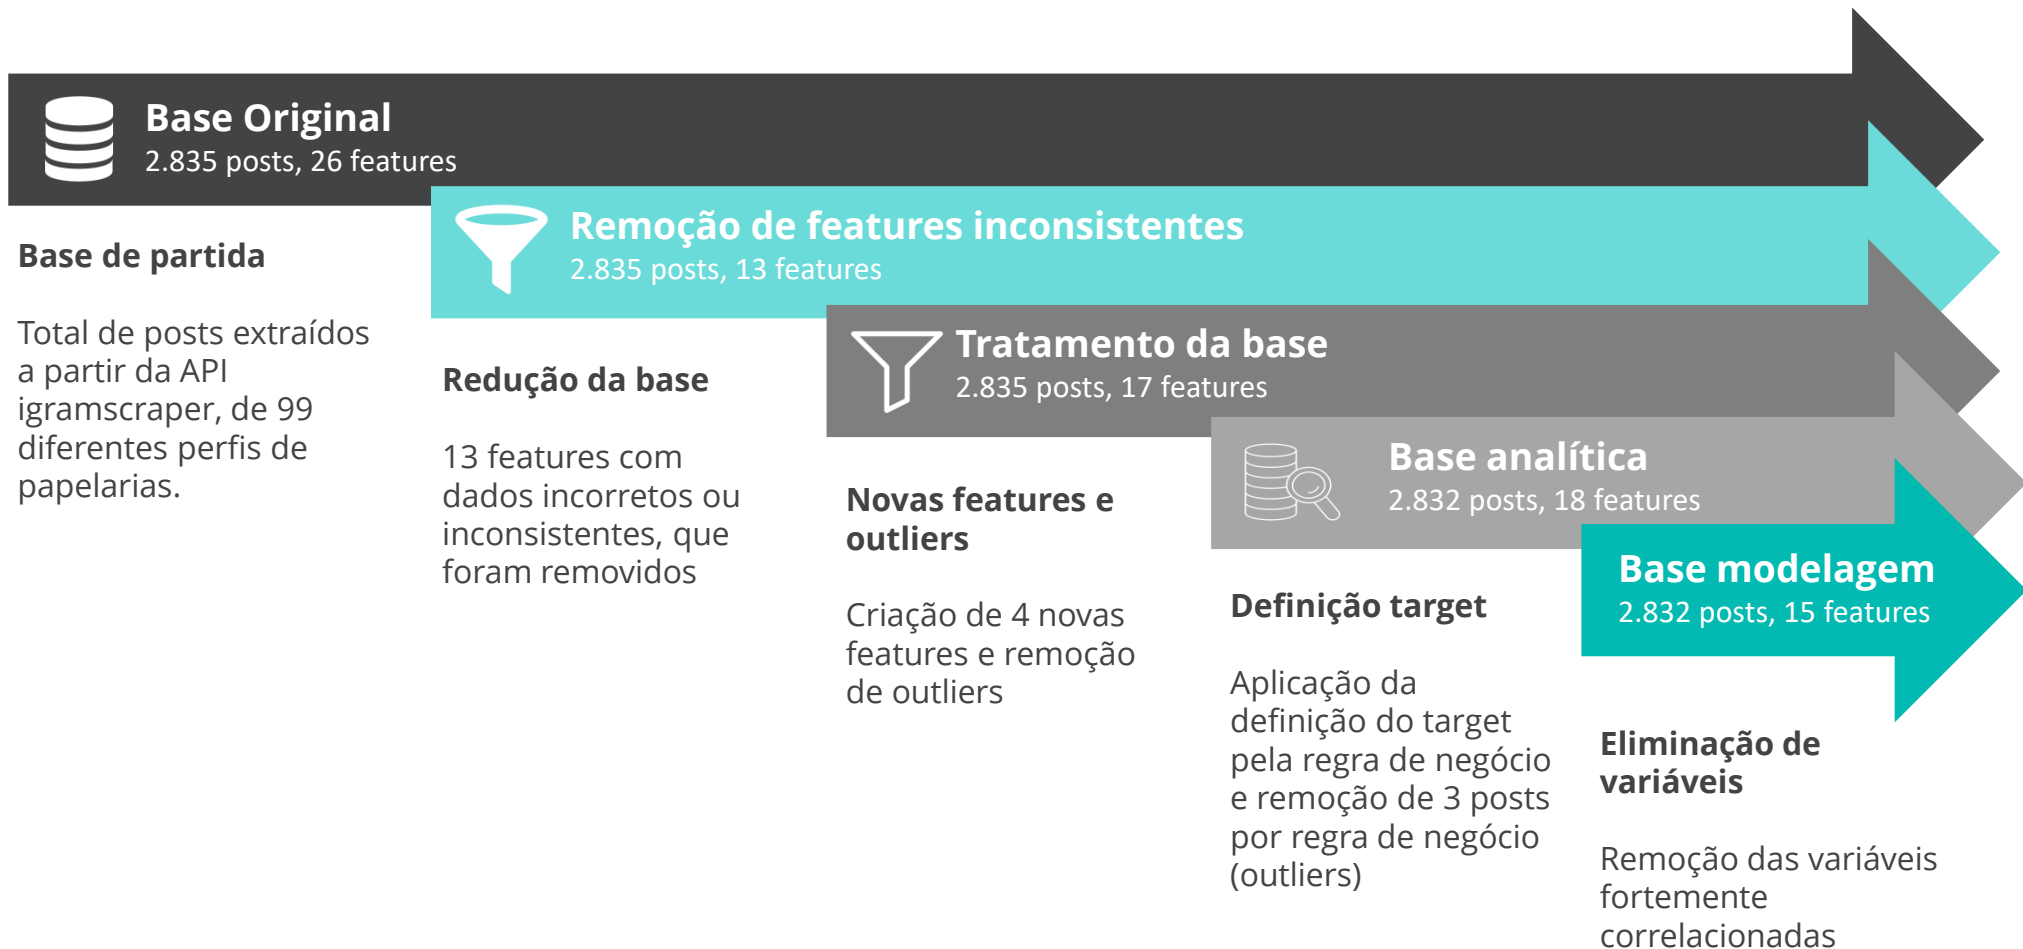 Base Original
2.835 posts, 26 features
Base de partida
Total de posts extraídos
a partir da API
igramscraper, de 99
diferentes perfis de
papelarias.
Remoção de features inconsistentes
2.835 posts, 13 features
Redução da base
13 features com
dados incorretos ou
inconsistentes, que
foram removidos
Tratamento da base
2.835 posts, 17 features
Novas features e
outliers
Criação de 4 novas
features e remoção
de outliers
Base analítica
2.832 posts, 18 features
Definição target
Aplicação da
definição do target
pela regra de negócio
e remoção de 3 posts
por regra de negócio
(outliers)
Base modelagem
2.832 posts, 15 features
Eliminação de
variáveis
Remoção das variáveis
fortemente
correlacionadas